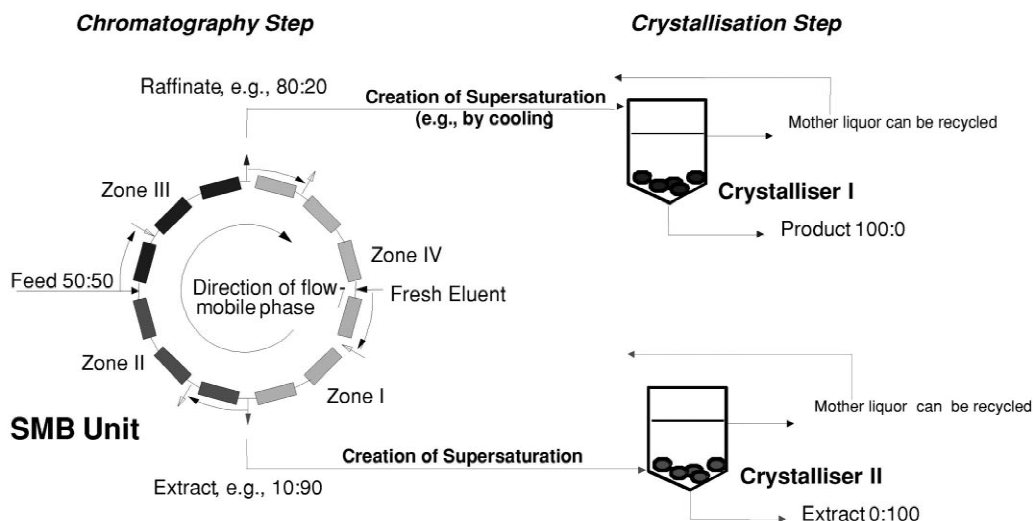 Chromatography Step
Crystallisation Step
Raffinate, e.g., 80:20
Creation of Supersaturation
(e.g., by cooling)
Mother liquor can be recycled
Zone III
Crystalliser I
Product 100:0
Zone IV
Feed 50:50
Direction of flow-
mobile phase
Fresh Eluent
Zone II
Zone I
Mother liquor can be recycled
SMB Unit
Creation of Supersaturation
Crystalliser II
Extract, e.g., 10:90
Extract 0:100